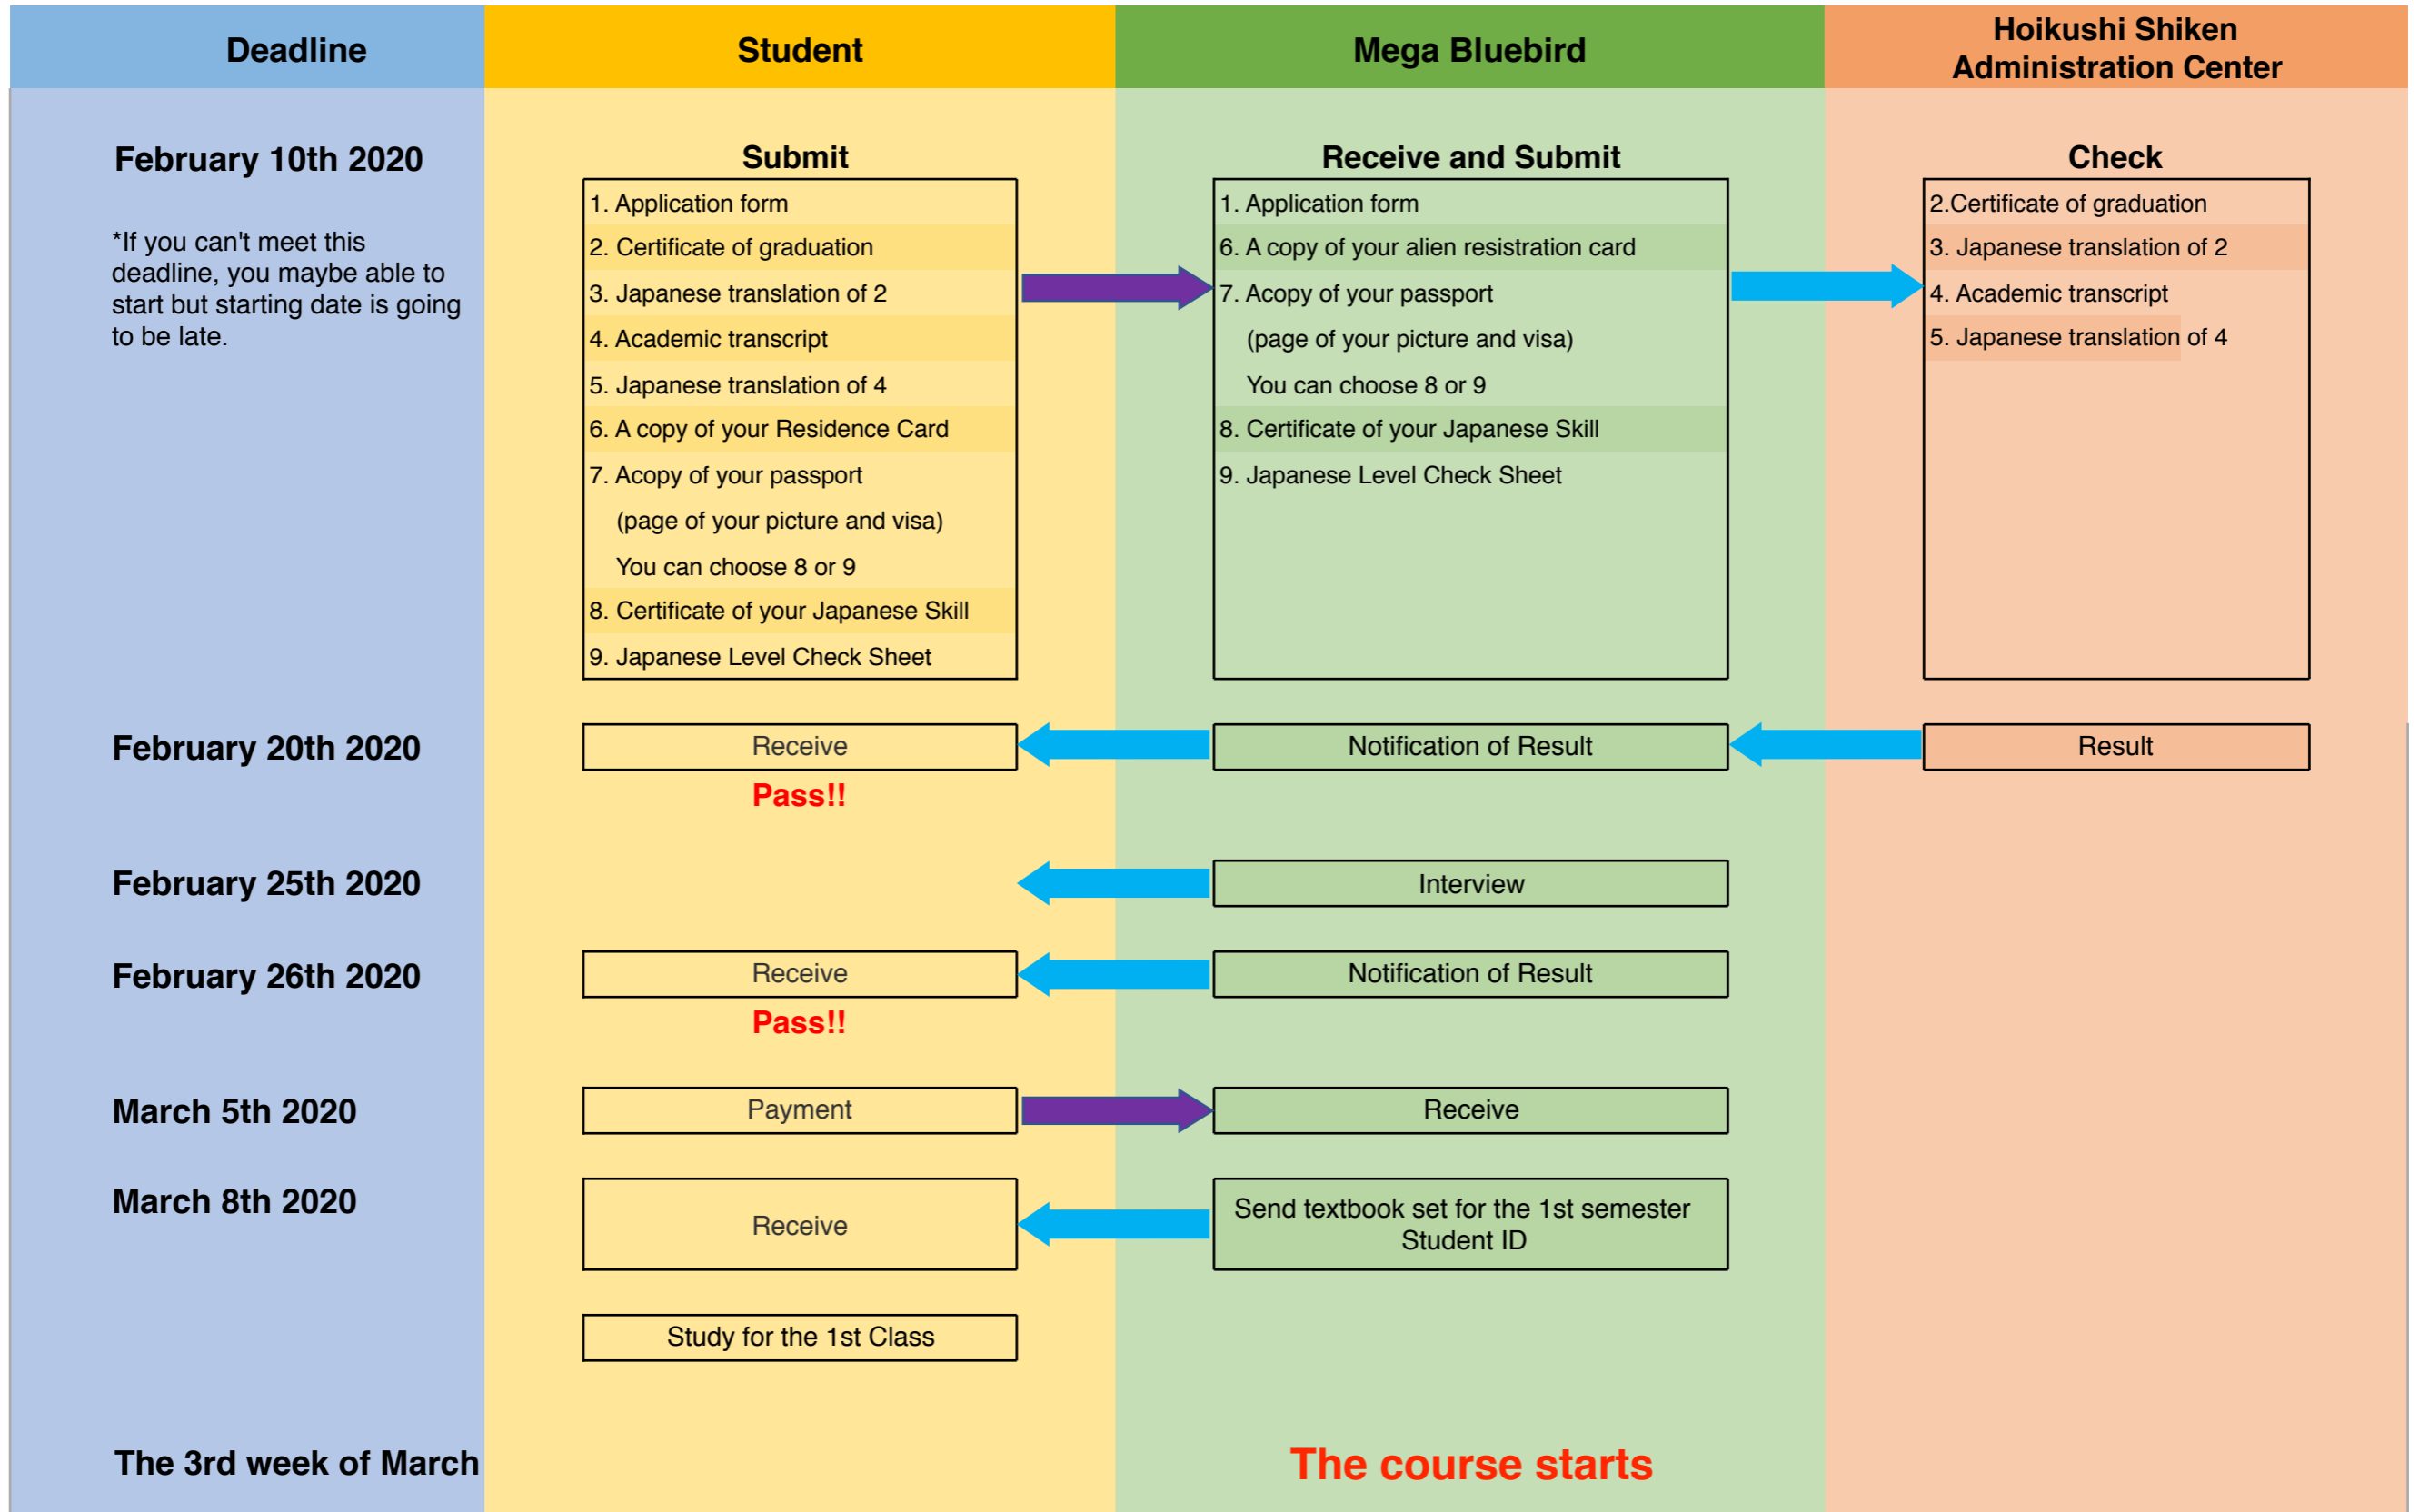 Deadline
Student
Mega Bluebird
Hoikushi Shiken
Administration Center
February 10th 2020
*If you can't meet this
deadline, you maybe able to
start but starting date is going
to be late.
Submit
1. Application form
2. Certificate of graduation
3. Japanese translation of 2
4. Academic transcript
5. Japanese translation of 4
6. A copy of your Residence Card
7. Acopy of your passport
(page of your picture and visa)
You can choose 8 or 9
8. Certificate of your Japanese Skill
9. Japanese Level Check Sheet
Receive and Submit
1. Application form
6. A copy of your alien resistration card
7. Acopy of your passport
(page of your picture and visa)
You can choose 8 or 9
8. Certificate of your Japanese Skill
9. Japanese Level Check Sheet
Check
2.Certificate of graduation
3. Japanese translation of 2
4. Academic transcript
5. Japanese translation of 4
February 20th 2020
Receive
Pass!!
Notification of Result
Result
February 25th 2020
Interview
February 26th 2020
Receive
Pass!!
Notification of Result
March 5th 2020
Payment
Receive
March 8th 2020
Receive
Send textbook set for the 1st semester
Student ID
Study for the 1st Class
The 3rd week of March
The course starts